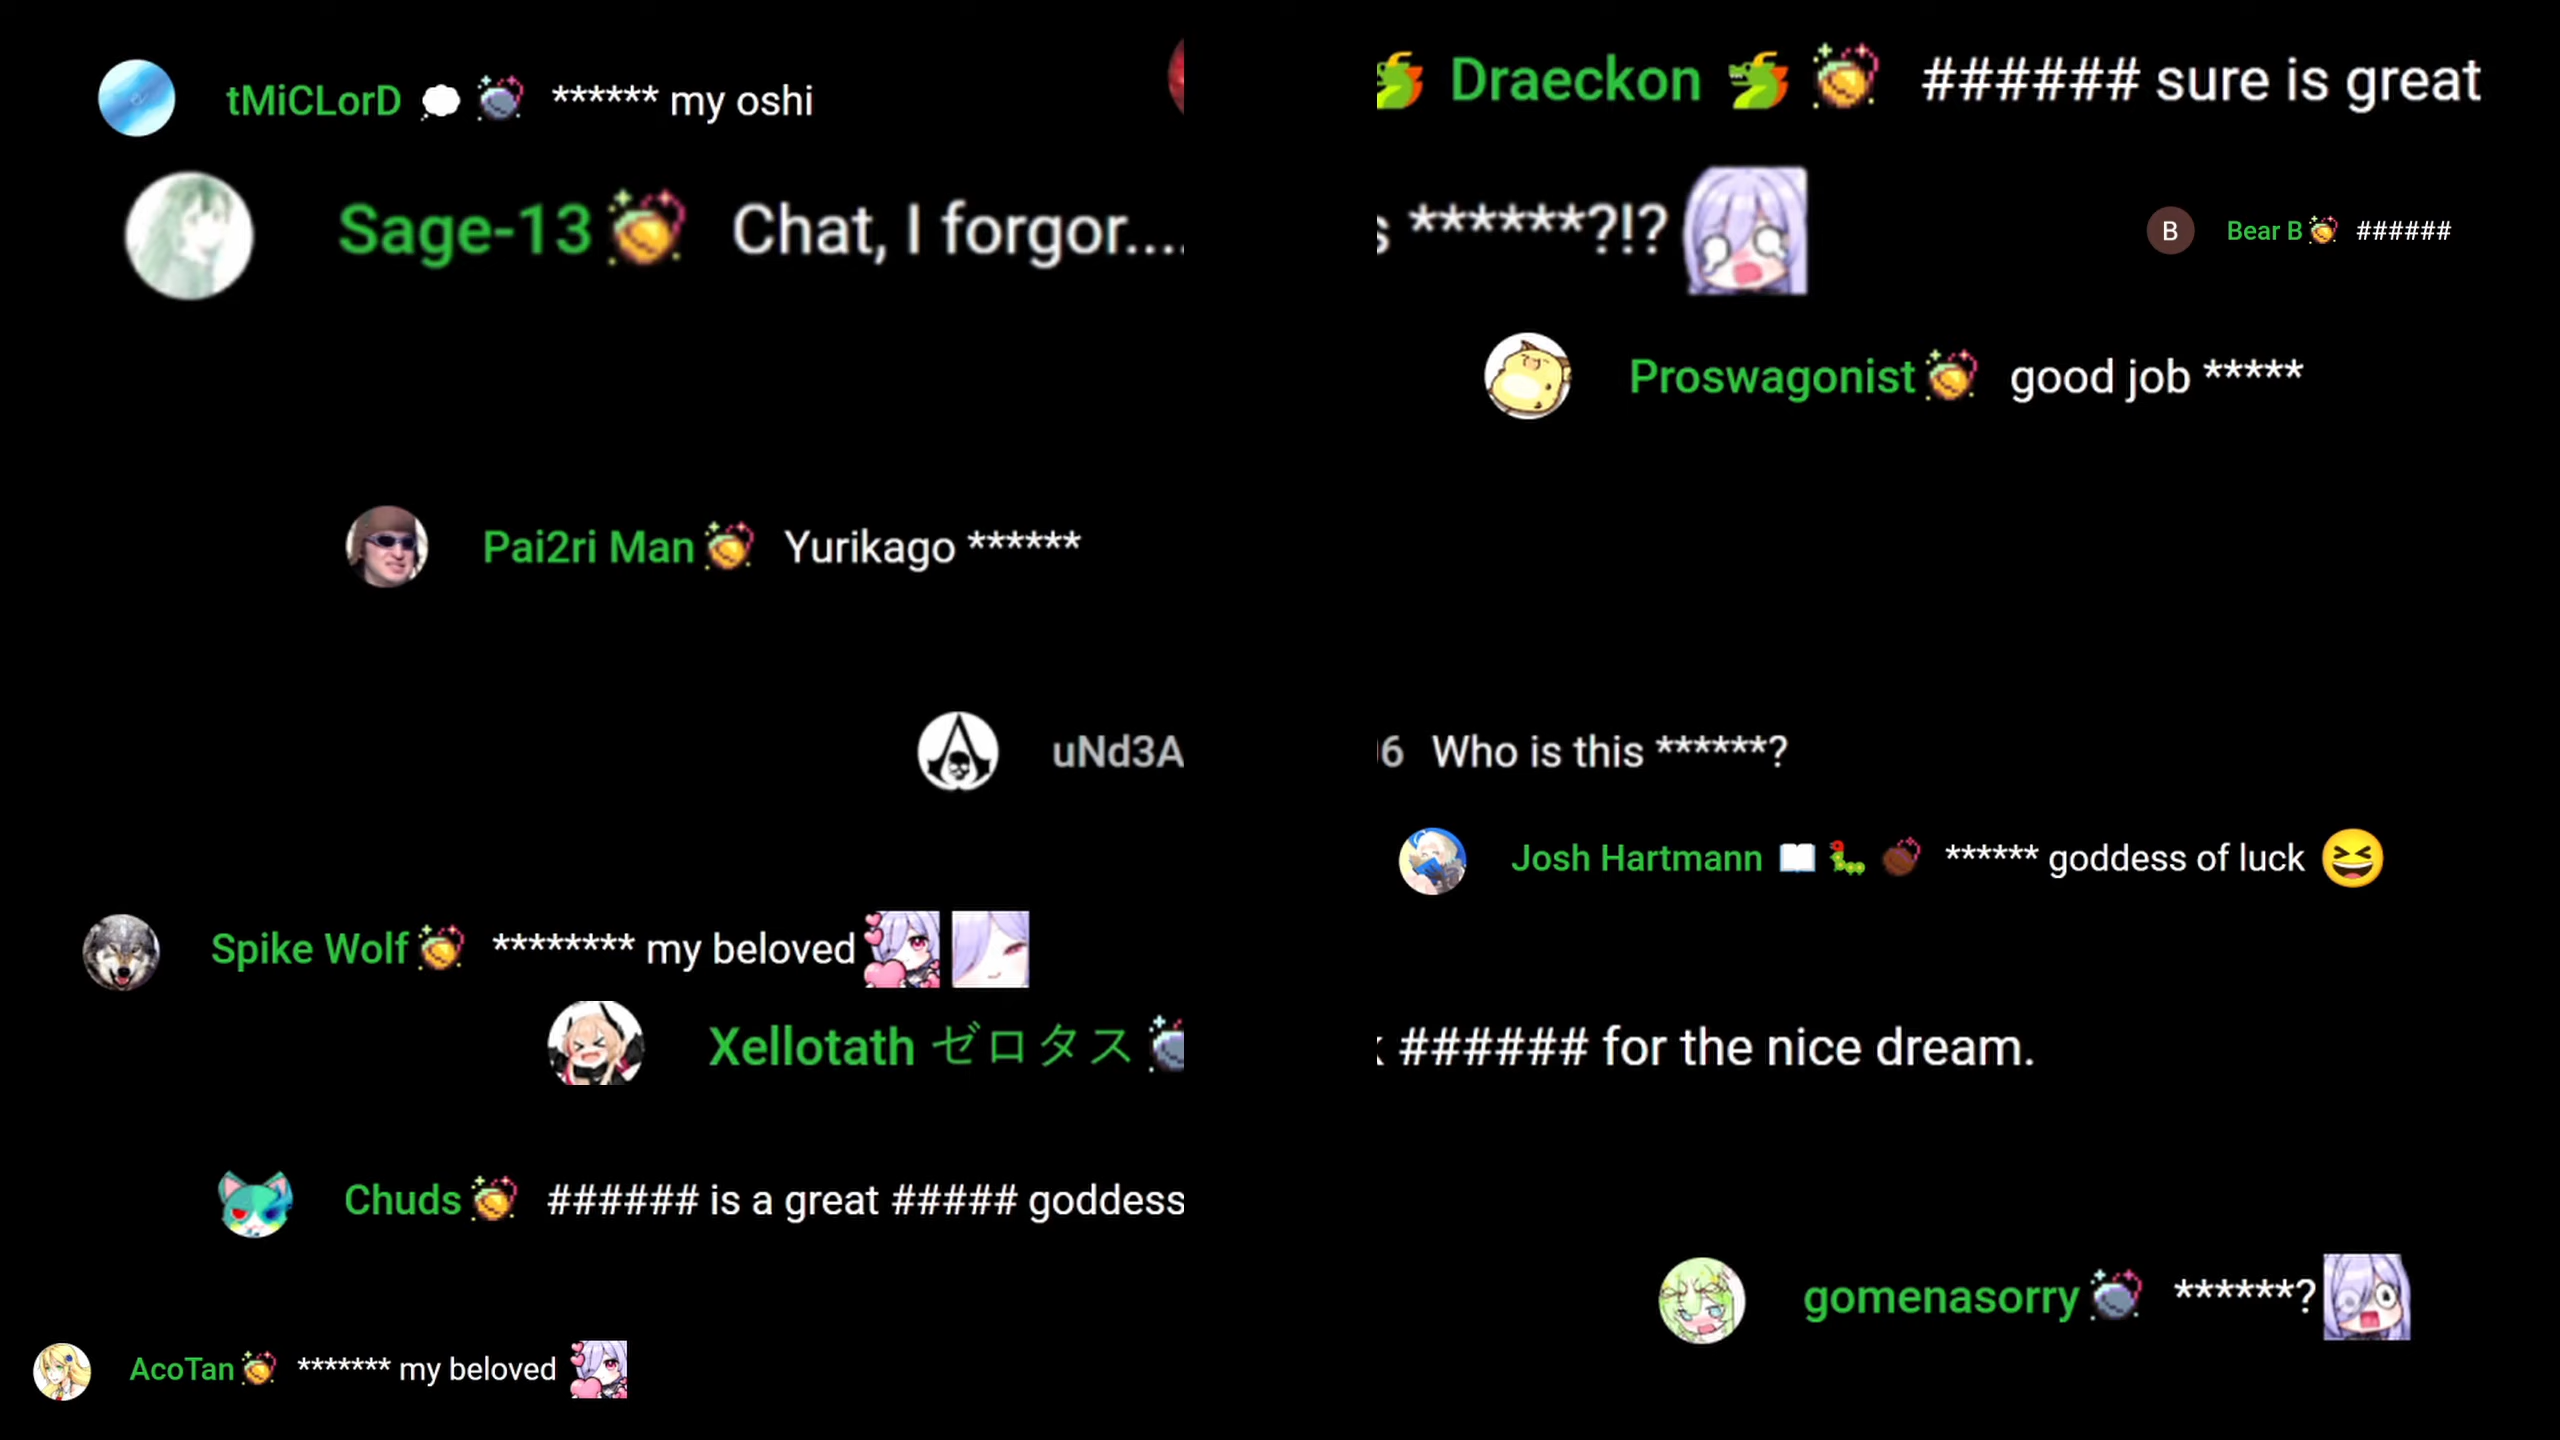 tMiCLorD ****** my oshi
Draeckon ###### sure is great
Sage-13 Chat, I forgor....
******?!?
B Bear B ######
Proswagonist good job *****
Pai2ri Man Yurikago ******
uNd3A
6 Who is this ******?
Josh Hartmann ****** goddess of luck
Spike Wolf ******** my beloved
Xellotath ゼロタス
###### for the nice dream.
Chuds ###### is a great ##### goddess
gomenasorry ******?
AcoTan ******* my beloved